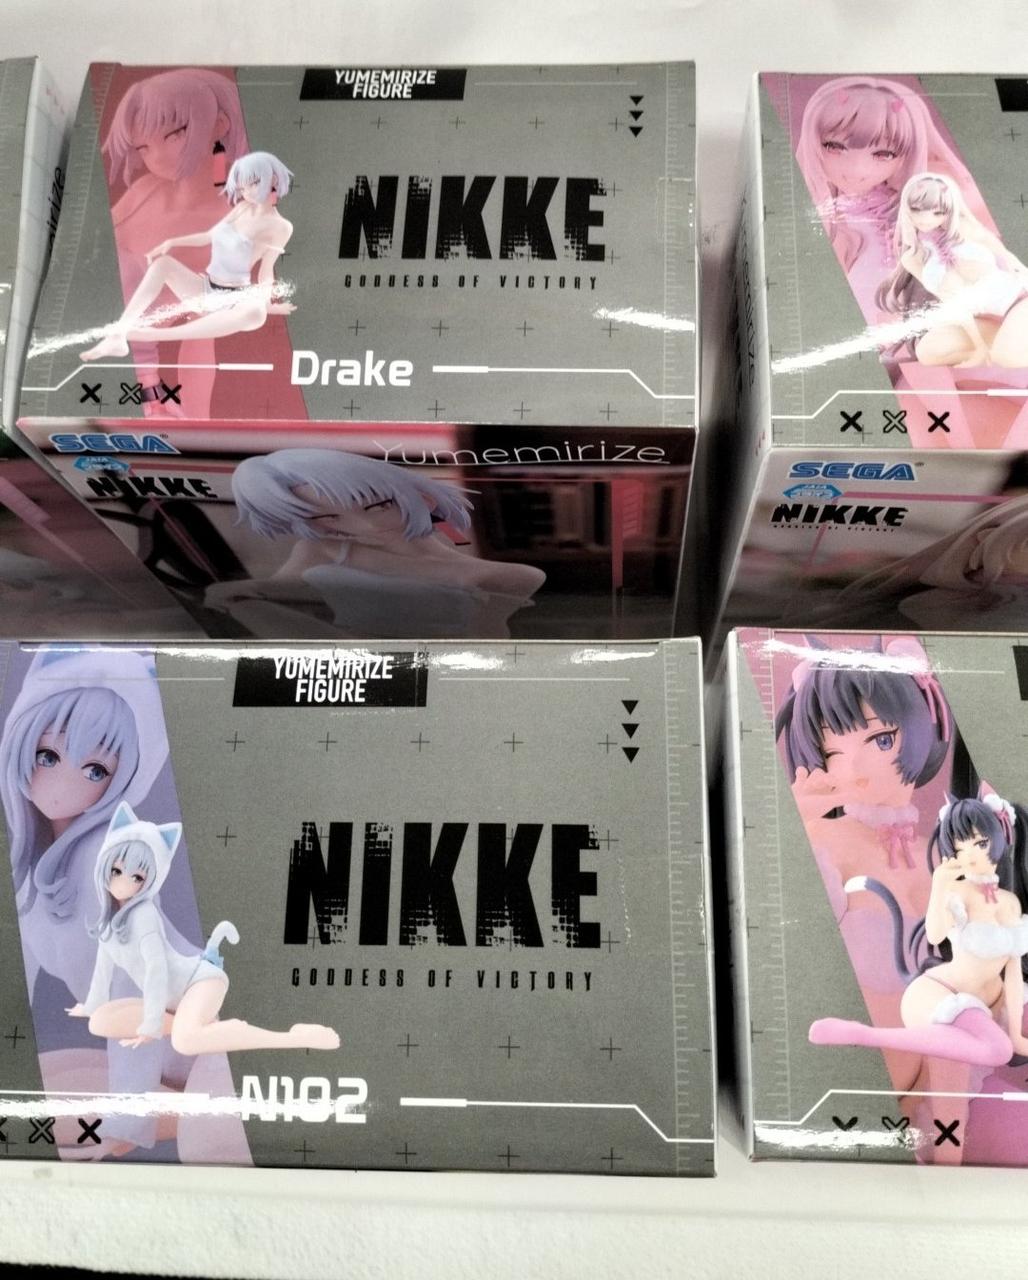 YUMEMIRIZE
FIGURE
NIKKE
GODDESS OF VICTORY
Drake
SEGA
Yumemirize
NIKKE
SEGA
NIKKE
YUMEMIRIZE
FIGURE
NIKKE
GODDESS OF VICTORY
N102